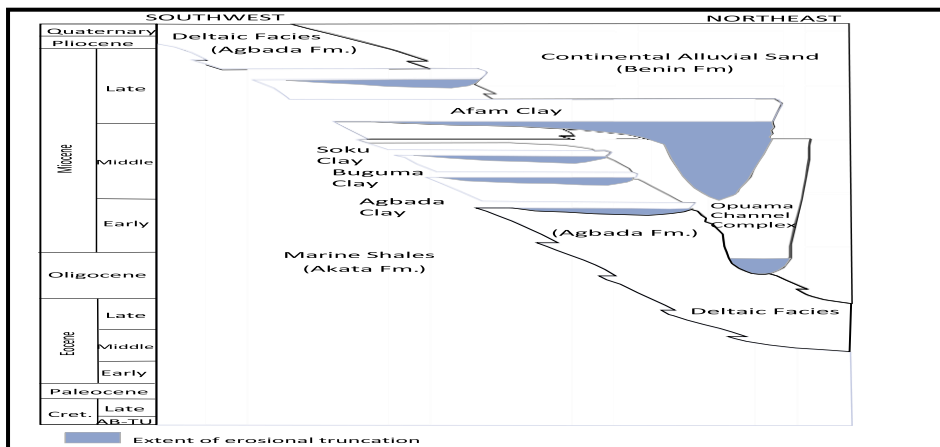 SOUTHWEST
NORTHEAST
Quaternary
Pliocene
Miocene
Late
Middle
Early
Oligocene
Eocene
Late
Middle
Early
Paleocene
Cret.
Late
AB-TU
Deltaic Facies
(Agbada Fm.)
Continental Alluvial Sand
(Benin Fm)
Afam Clay
Soku
Clay
Buguma
Clay
Agbada
Clay
Opuama
Channel
Complex
(Agbada Fm.)
Marine Shales
(Akata Fm.)
Deltaic Facies
Extent of erosional truncation